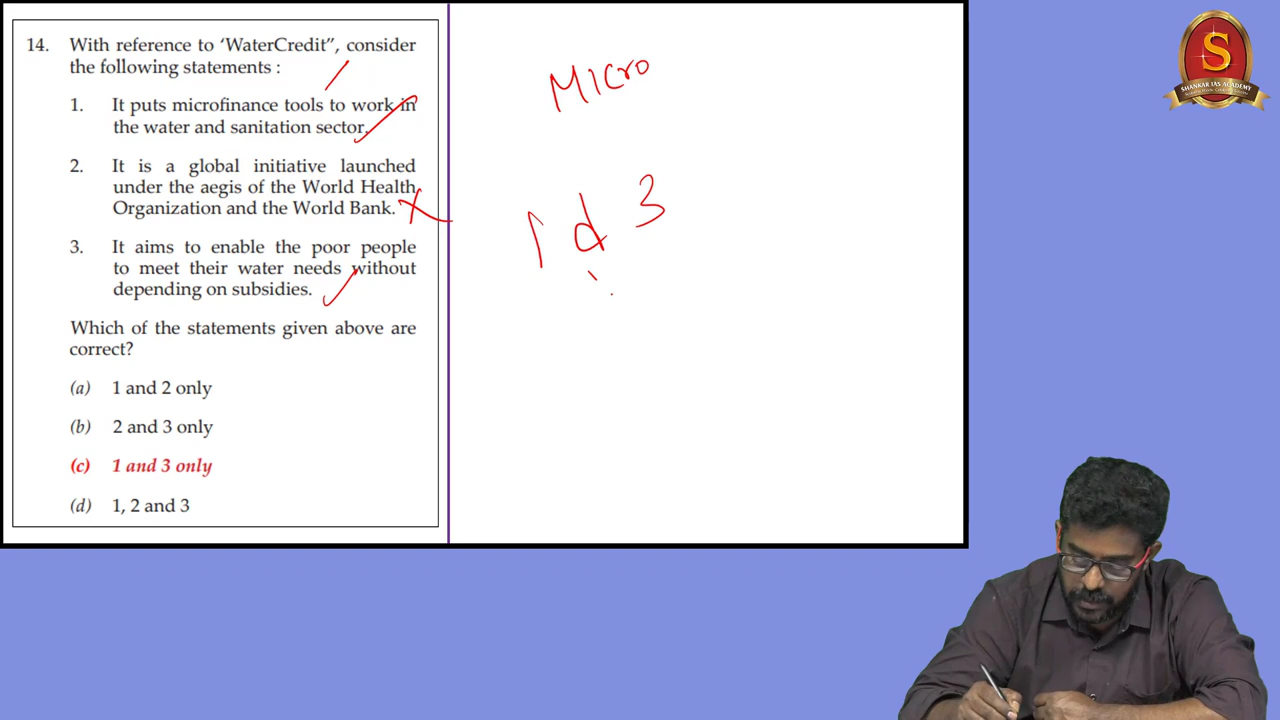 14. With reference to ‘WaterCredit”, consider
the following statements :
1. It puts microfinance tools to work in
the water and sanitation sector.
2. It is a global initiative launched
under the aegis of the World Health
Organization and the World Bank.
3. It aims to enable the poor people
to meet their water needs without
depending on subsidies.
Which of the statements given above are
correct?
(a) 1 and 2 only
(b) 2 and 3 only
(c) 1 and 3 only
(d) 1, 2 and 3
Micro
1 d 3
S
SHANKAR IAS ACADEMY